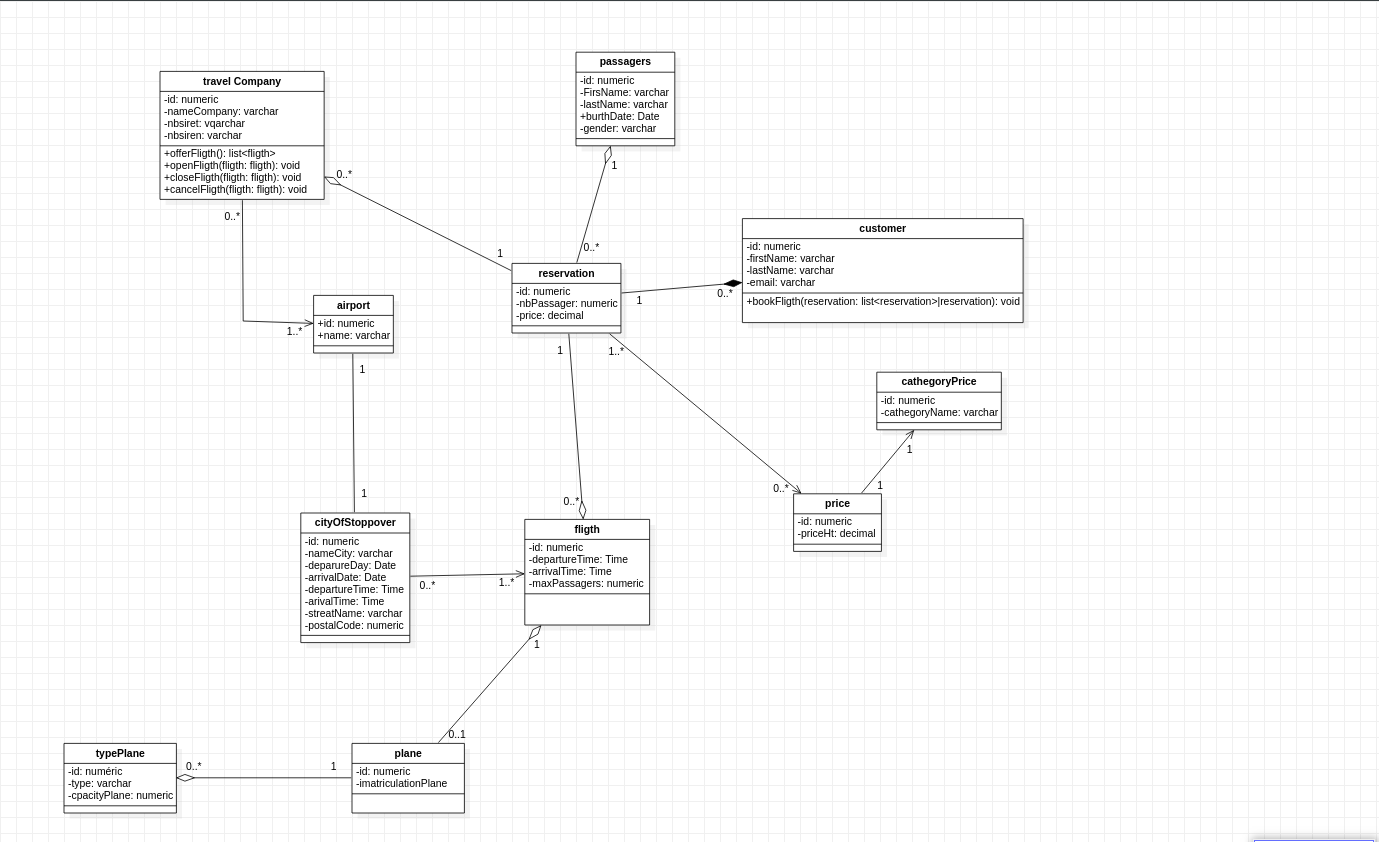 travel Company
-id: numeric
-nameCompany: varchar
-nbsiret: vqarchar
-nbsiren: varchar
+offerFligth(): list<fligth>
+openFligth(fligth: fligth): void
+closeFligth(fligth: fligth): void
+cancelFligth(fligth: fligth): void
0..*
0..*
1
passagers
-id: numeric
-FirsName: varchar
-lastName: varchar
+burthDate: Date
-gender: varchar
1
0..*
customer
-id: numeric
-firstName: varchar
-lastName: varchar
-email: varchar
+bookFligth(reservation: list<reservation>|reservation): void
reservation
-id: numeric
-nbPassager: numeric
-price: decimal
1
0..*
1
1..*
airport
+id: numeric
+name: varchar
1..*
1
1
cathegoryPrice
-id: numeric
-cathegoryName: varchar
1
1
0..*
price
-id: numeric
-priceHt: decimal
cityOfStoppover
-id: numeric
-nameCity: varchar
-deparureDay: Date
-arrivalDate: Date
-departureTime: Time
-arivalTime: Time
-streatName: varchar
-postalCode: numeric
0..*
1..*
0..*
fligth
-id: numeric
-departureTime: Time
-arrivalTime: Time
-maxPassagers: numeric
1
0..1
typePlane
-id: numéric
-type: varchar
-cpacityPlane: numeric
0..*
1
plane
-id: numeric
-imatriculationPlane